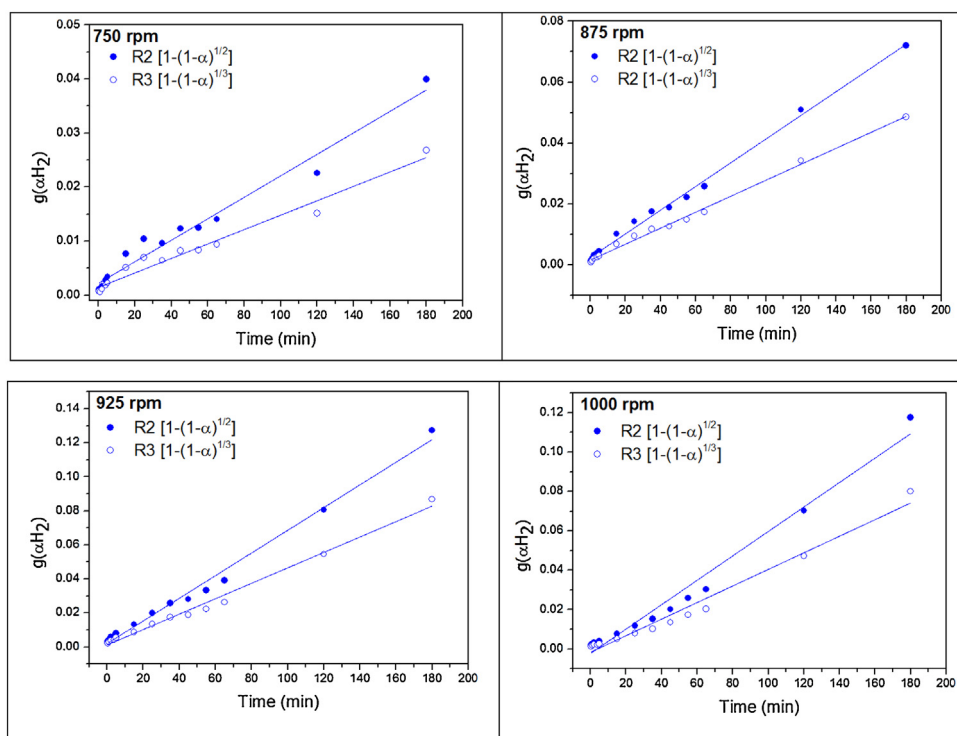 750 rpm
R2 [1-(1-α)^1/2]
R3 [1-(1-α)^1/3]
0.05
0.04
0.03
0.02
0.01
0.00
g(αH2)
0 20 40 60 80 100 120 140 160 180 200
Time (min)
875 rpm
R2 [1-(1-α)^1/2]
R2 [1-(1-α)^1/3]
0.08
0.06
0.04
0.02
0.00
g(αH2)
0 20 40 60 80 100 120 140 160 180 200
Time (min)
925 rpm
R2 [1-(1-α)^1/2]
R3 [1-(1-α)^1/3]
0.14
0.12
0.10
0.08
0.06
0.04
0.02
0.00
g(αH2)
0 20 40 60 80 100 120 140 160 180 200
Time (min)
1000 rpm
R2 [1-(1-α)^1/2]
R3 [1-(1-α)^1/3]
0.12
0.10
0.08
0.06
0.04
0.02
0.00
g(αH2)
0 20 40 60 80 100 120 140 160 180 200
Time (min)